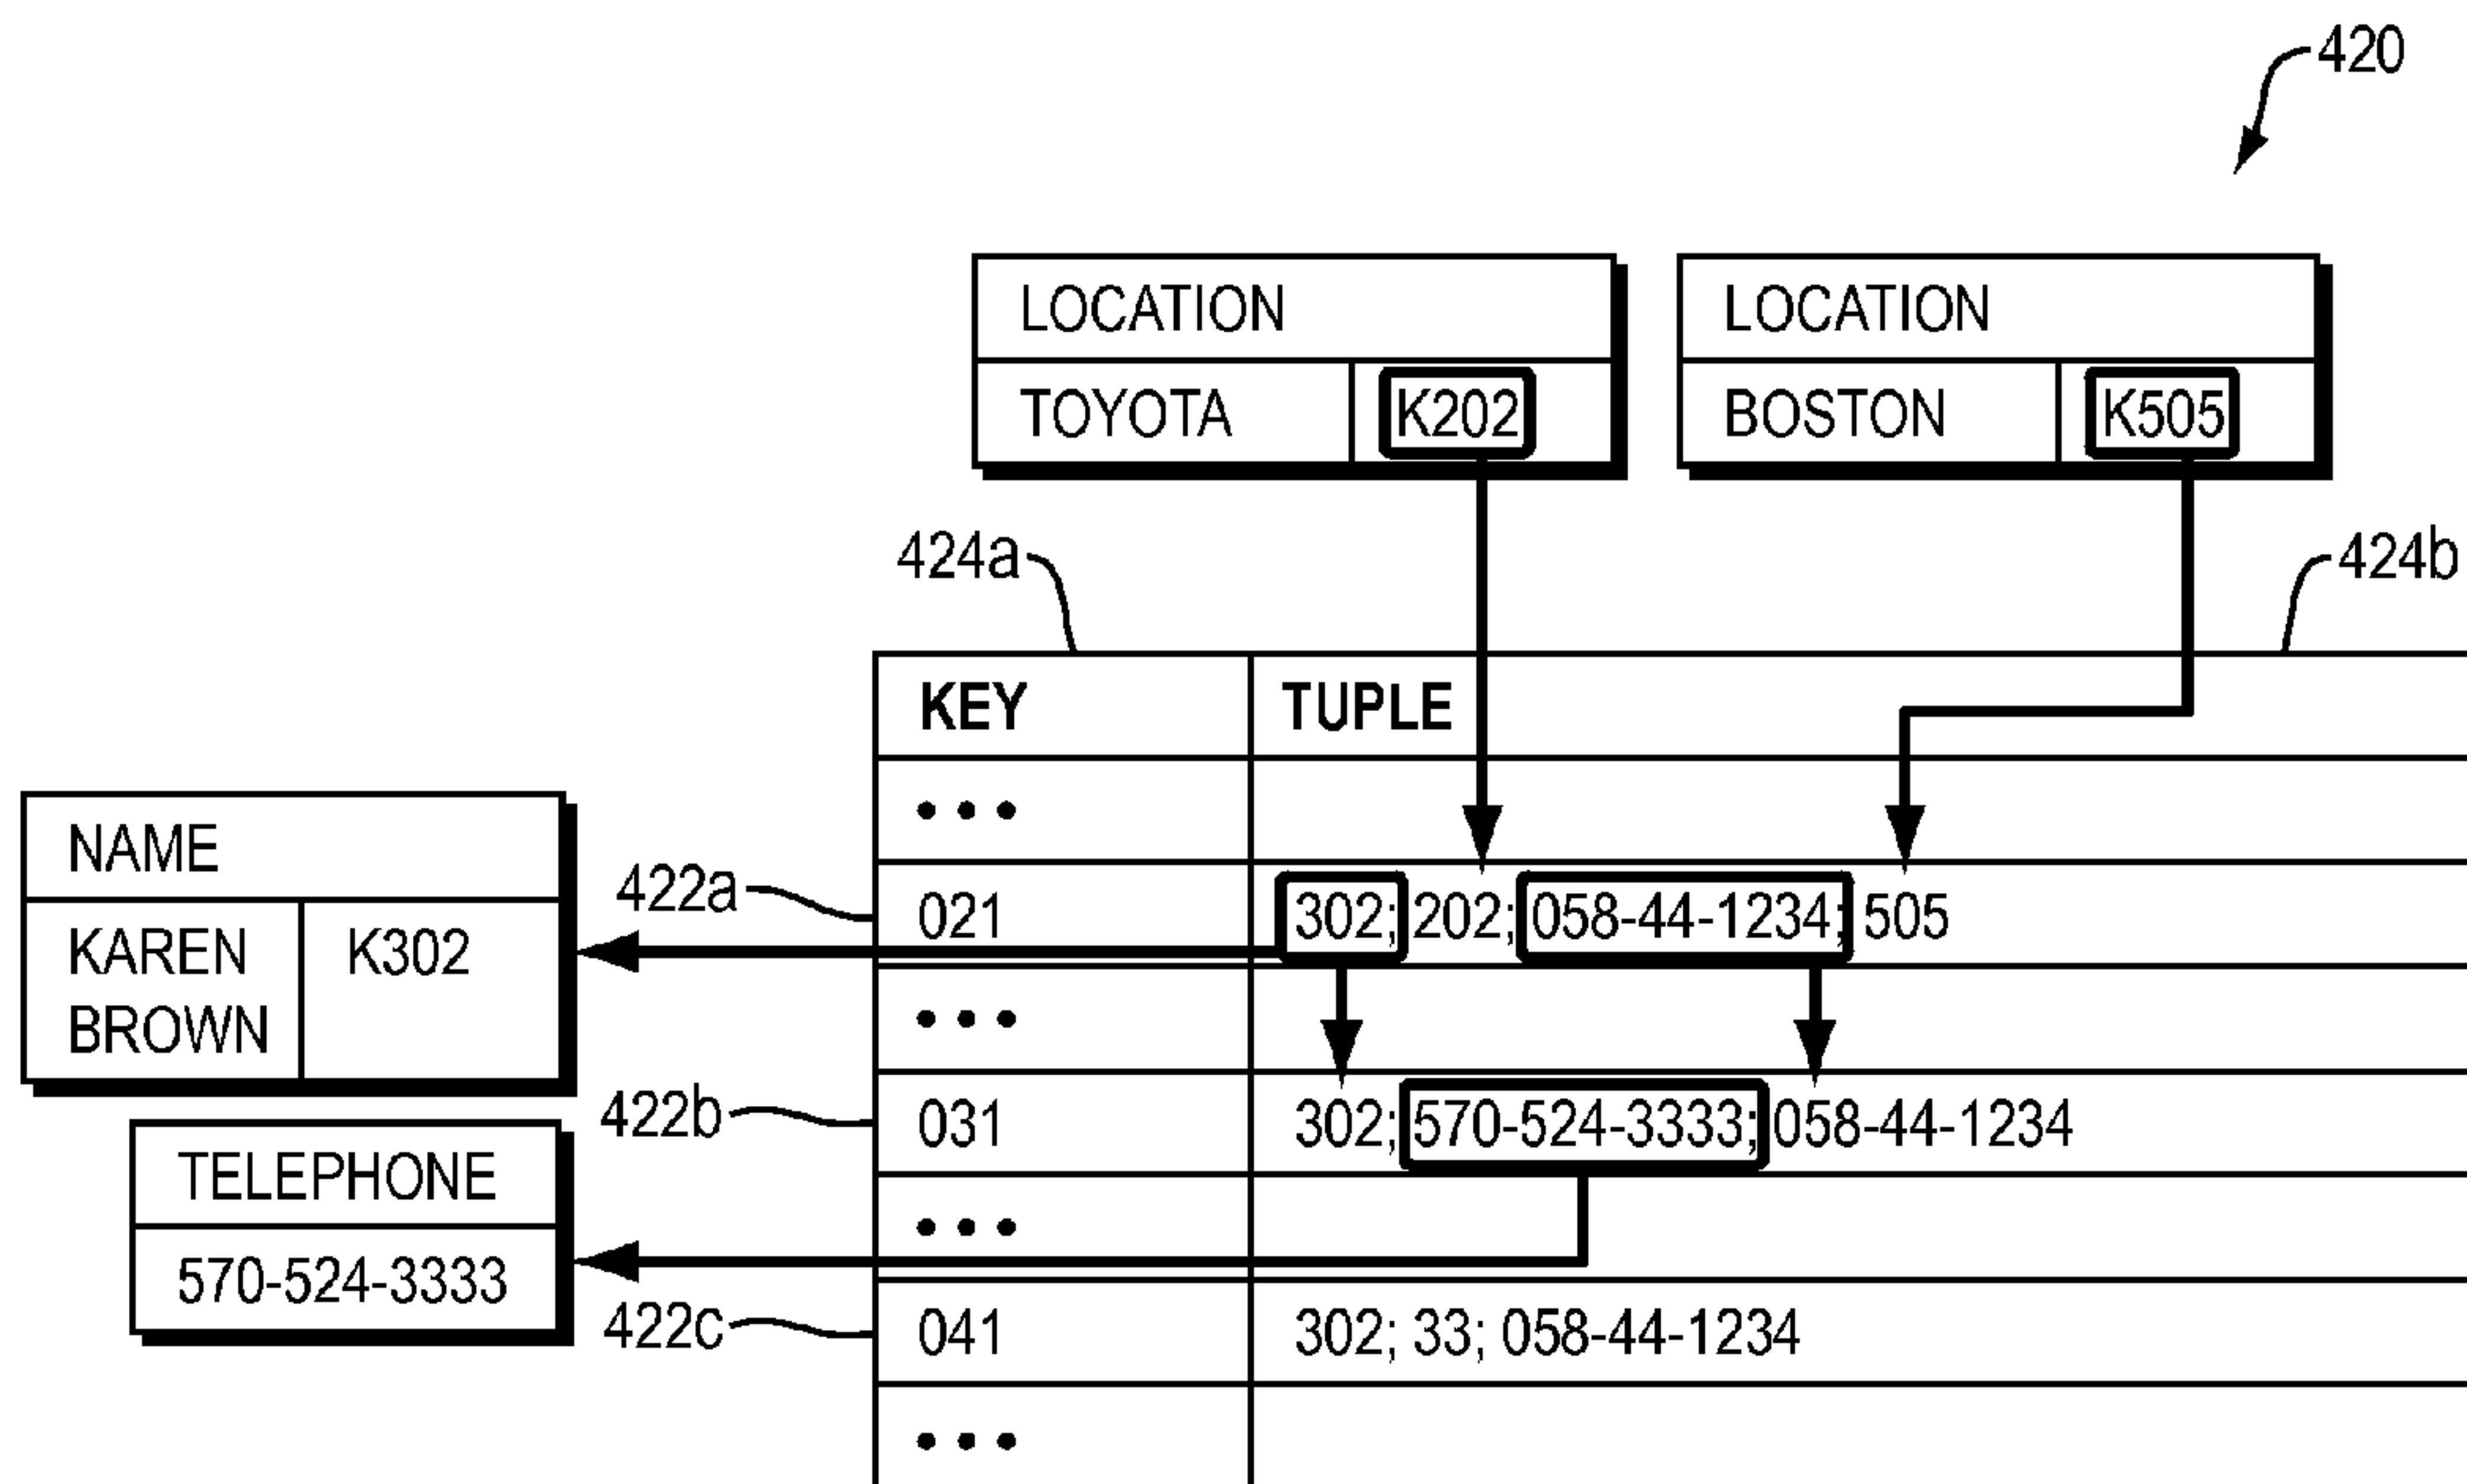 420
LOCATION
TOYOTA K202
LOCATION
BOSTON K505
424a
424b
KEY TUPLE
• • •
422a
021 302; 202; 058-44-1234; 505
• • •
NAME
KAREN K302
BROWN
422b
031 302; 570-524-3333; 058-44-1234
• • •
TELEPHONE
570-524-3333
422c
041 302; 33; 058-44-1234
• • •